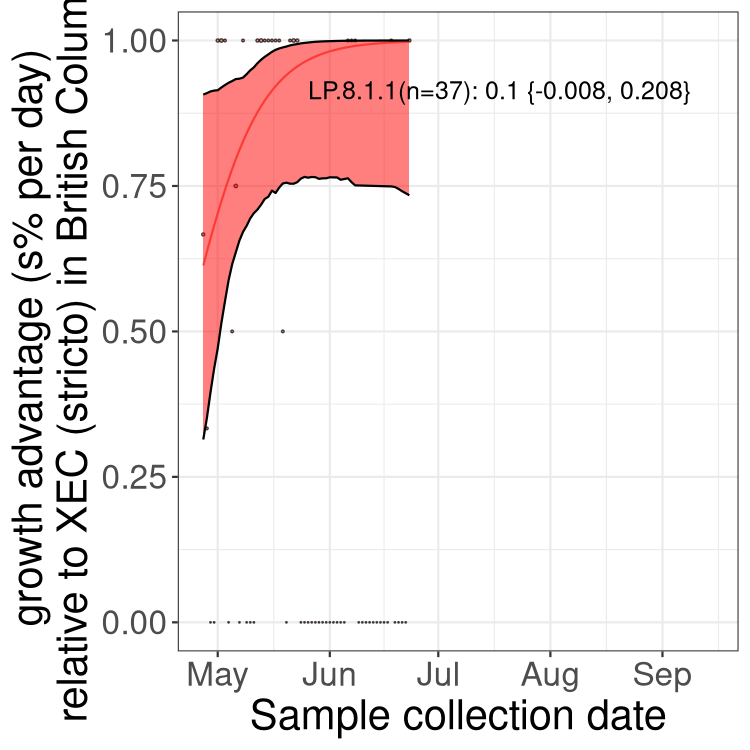 growth advantage (s% per day)
relative to XEC (stricto) in British Colum
1.00
0.75
0.50
0.25
0.00
LP.8.1.1(n=37): 0.1 {-0.008, 0.208}
May Jun Jul Aug Sep
Sample collection date